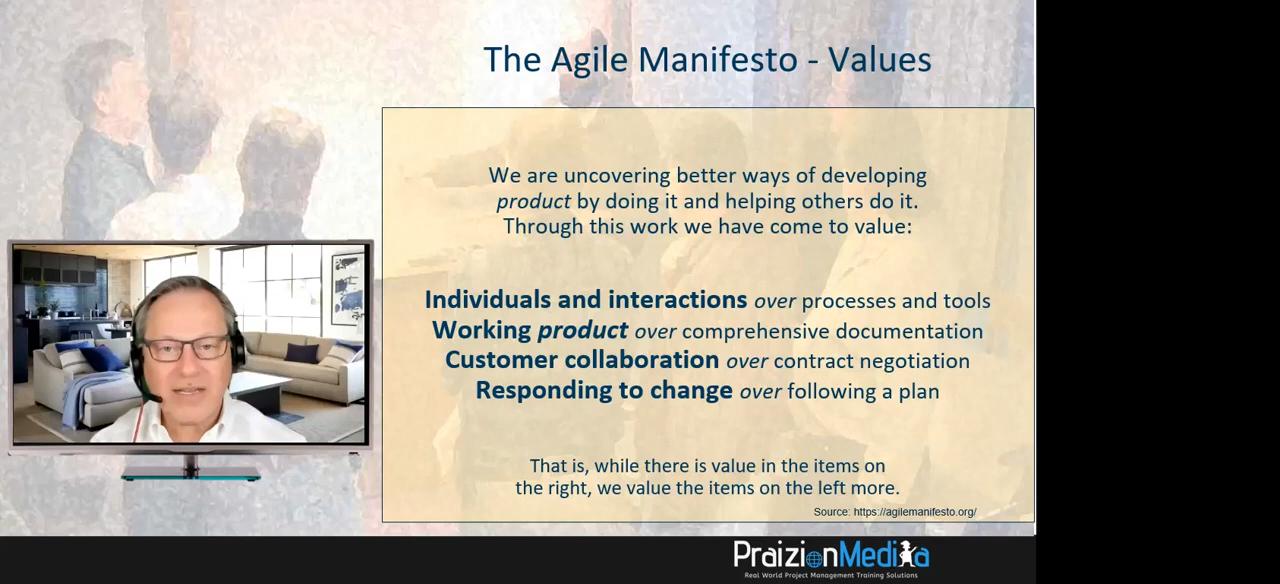 The Agile Manifesto - Values
We are uncovering better ways of developing
product by doing it and helping others do it.
Through this work we have come to value:
Individuals and interactions over processes and tools
Working product over comprehensive documentation
Customer collaboration over contract negotiation
Responding to change over following a plan
That is, while there is value in the items on
the right, we value the items on the left more.
Source: https://agilemanifesto.org/
PraizionMedia
Real World Project Management Training Solutions